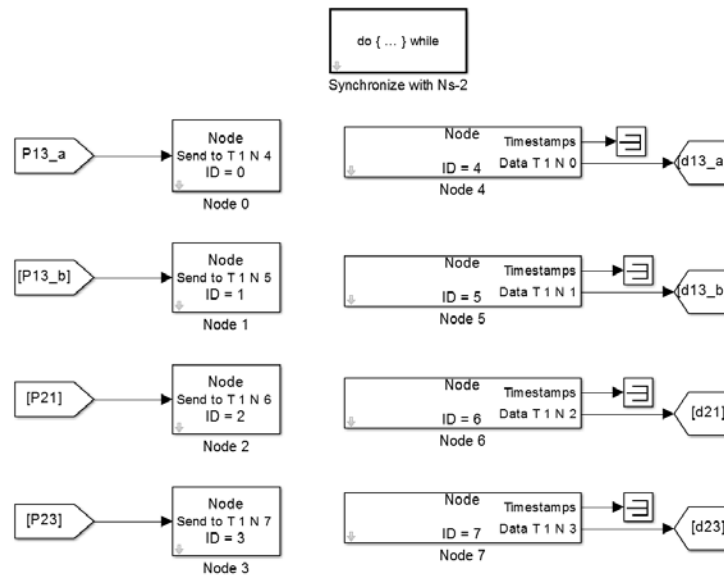 do { ... } while
Synchronize with Ns-2
P13_a
Node
Send to T 1 N 4
ID = 0
Node 0
Node
ID = 4
Timestamps
Data T 1 N 0
Node 4
[d13_a
[P13_b]
Node
Send to T 1 N 5
ID = 1
Node 1
Node
ID = 5
Timestamps
Data T 1 N 1
Node 5
[d13_b
[P21]
Node
Send to T 1 N 6
ID = 2
Node 2
Node
ID = 6
Timestamps
Data T 1 N 2
Node 6
[d21]
[P23]
Node
Send to T 1 N 7
ID = 3
Node 3
Node
ID = 7
Timestamps
Data T 1 N 3
Node 7
[d23]